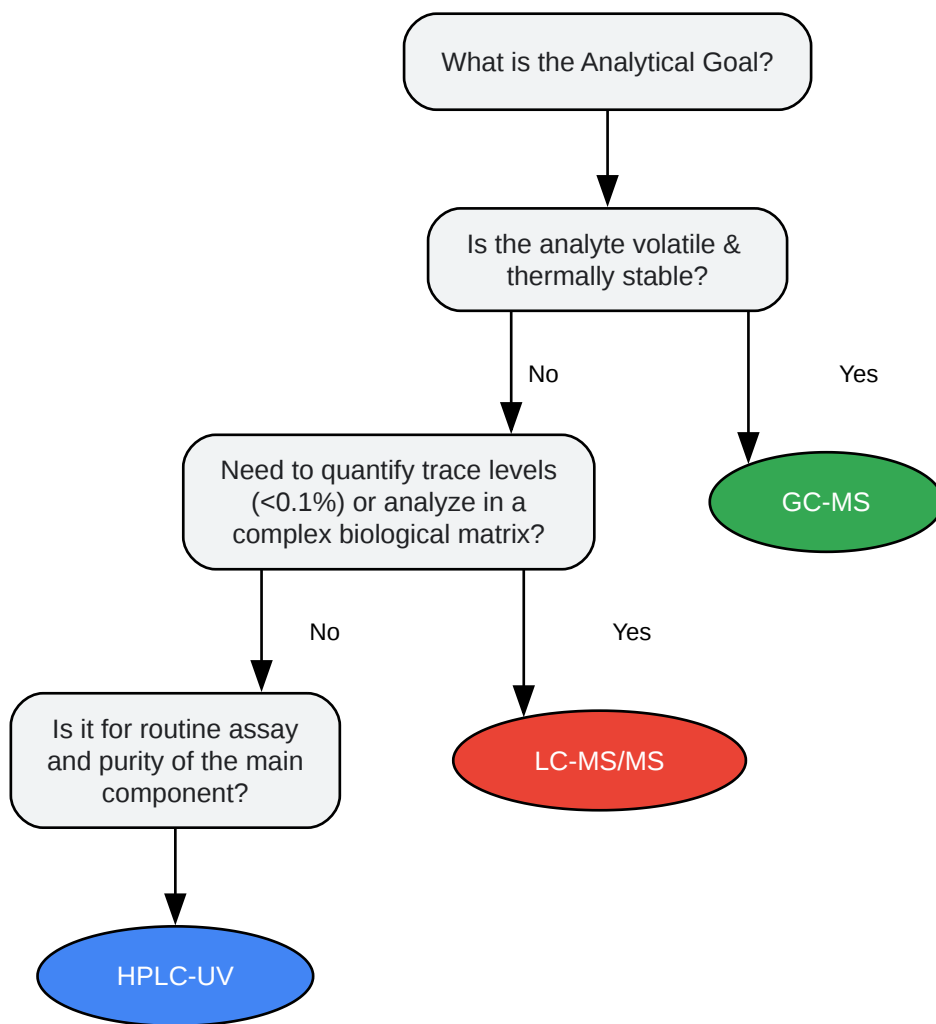 What is the Analytical Goal?
Is the analyte volatile &
thermally stable?
No
Yes
Need to quantify trace levels
(<0.1%) or analyze in a
complex biological matrix?
GC-MS
No
Yes
Is it for routine assay
and purity of the main
component?
LC-MS/MS
HPLC-UV